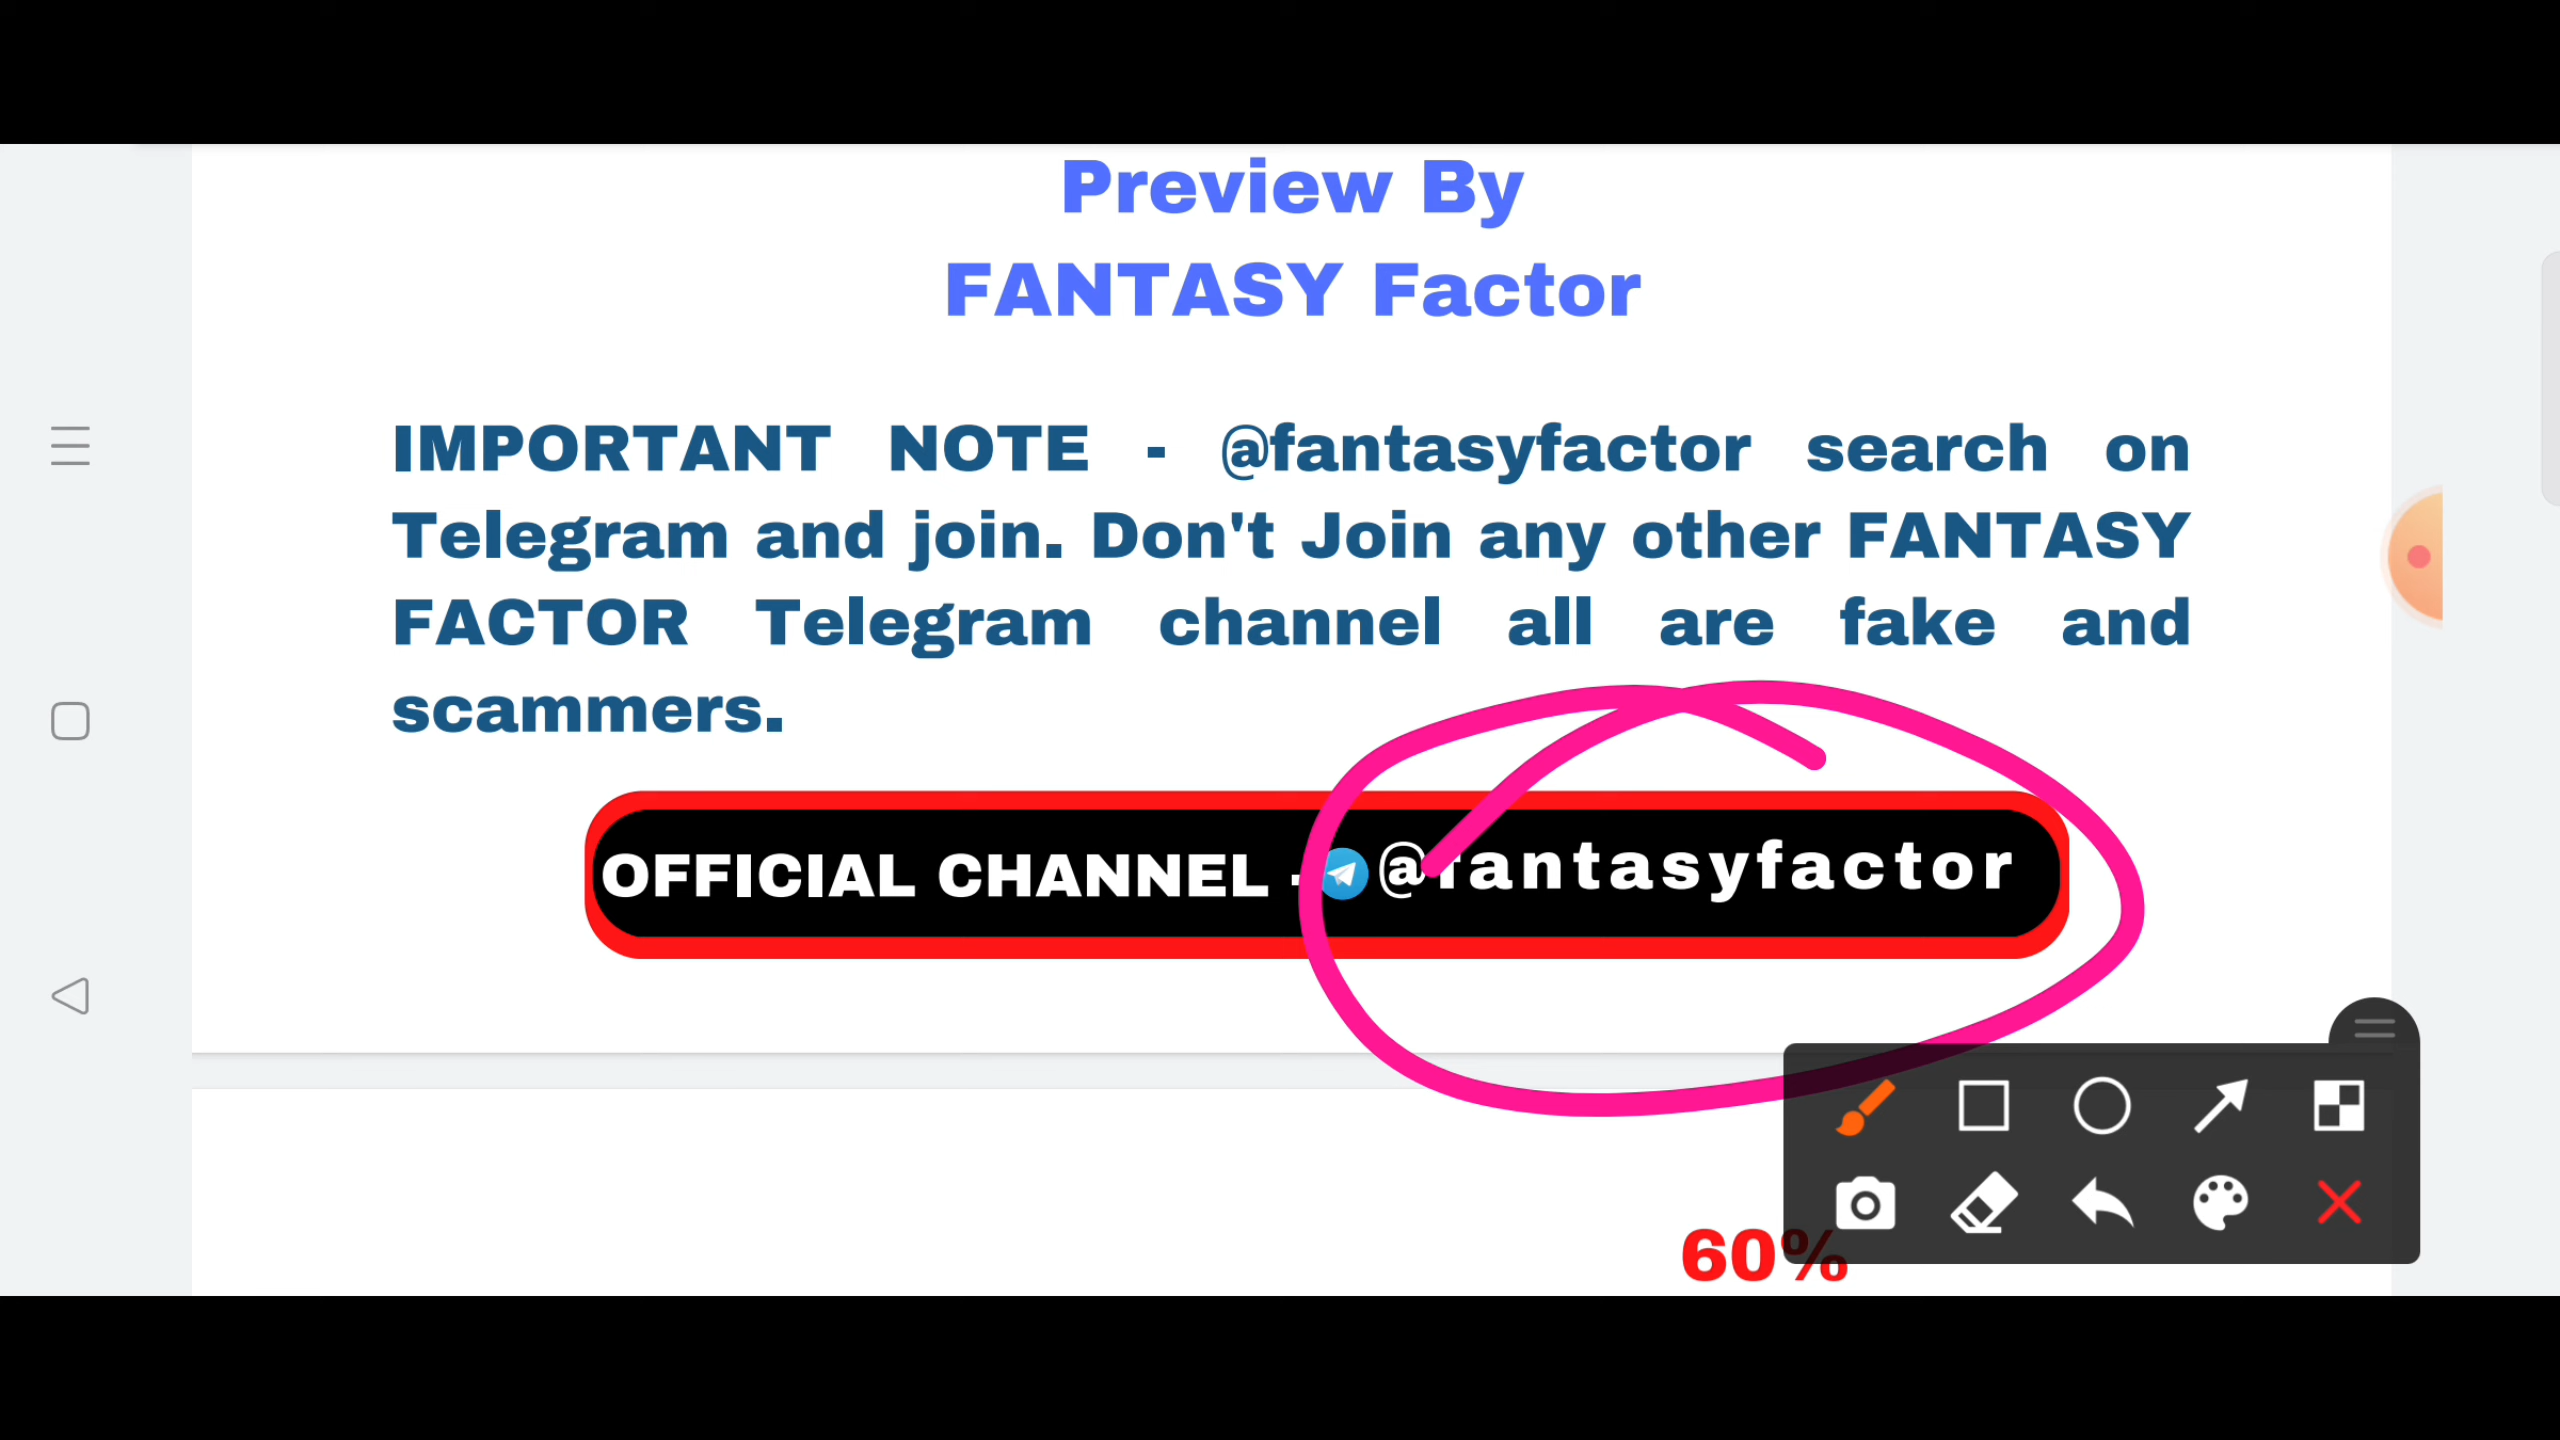 Preview By
FANTASY Factor
IMPORTANT NOTE - @fantasyfactor search on
Telegram and join. Don't Join any other FANTASY
FACTOR Telegram channel all are fake and
scammers.
OFFICIAL CHANNEL - @fantasyfactor
60%